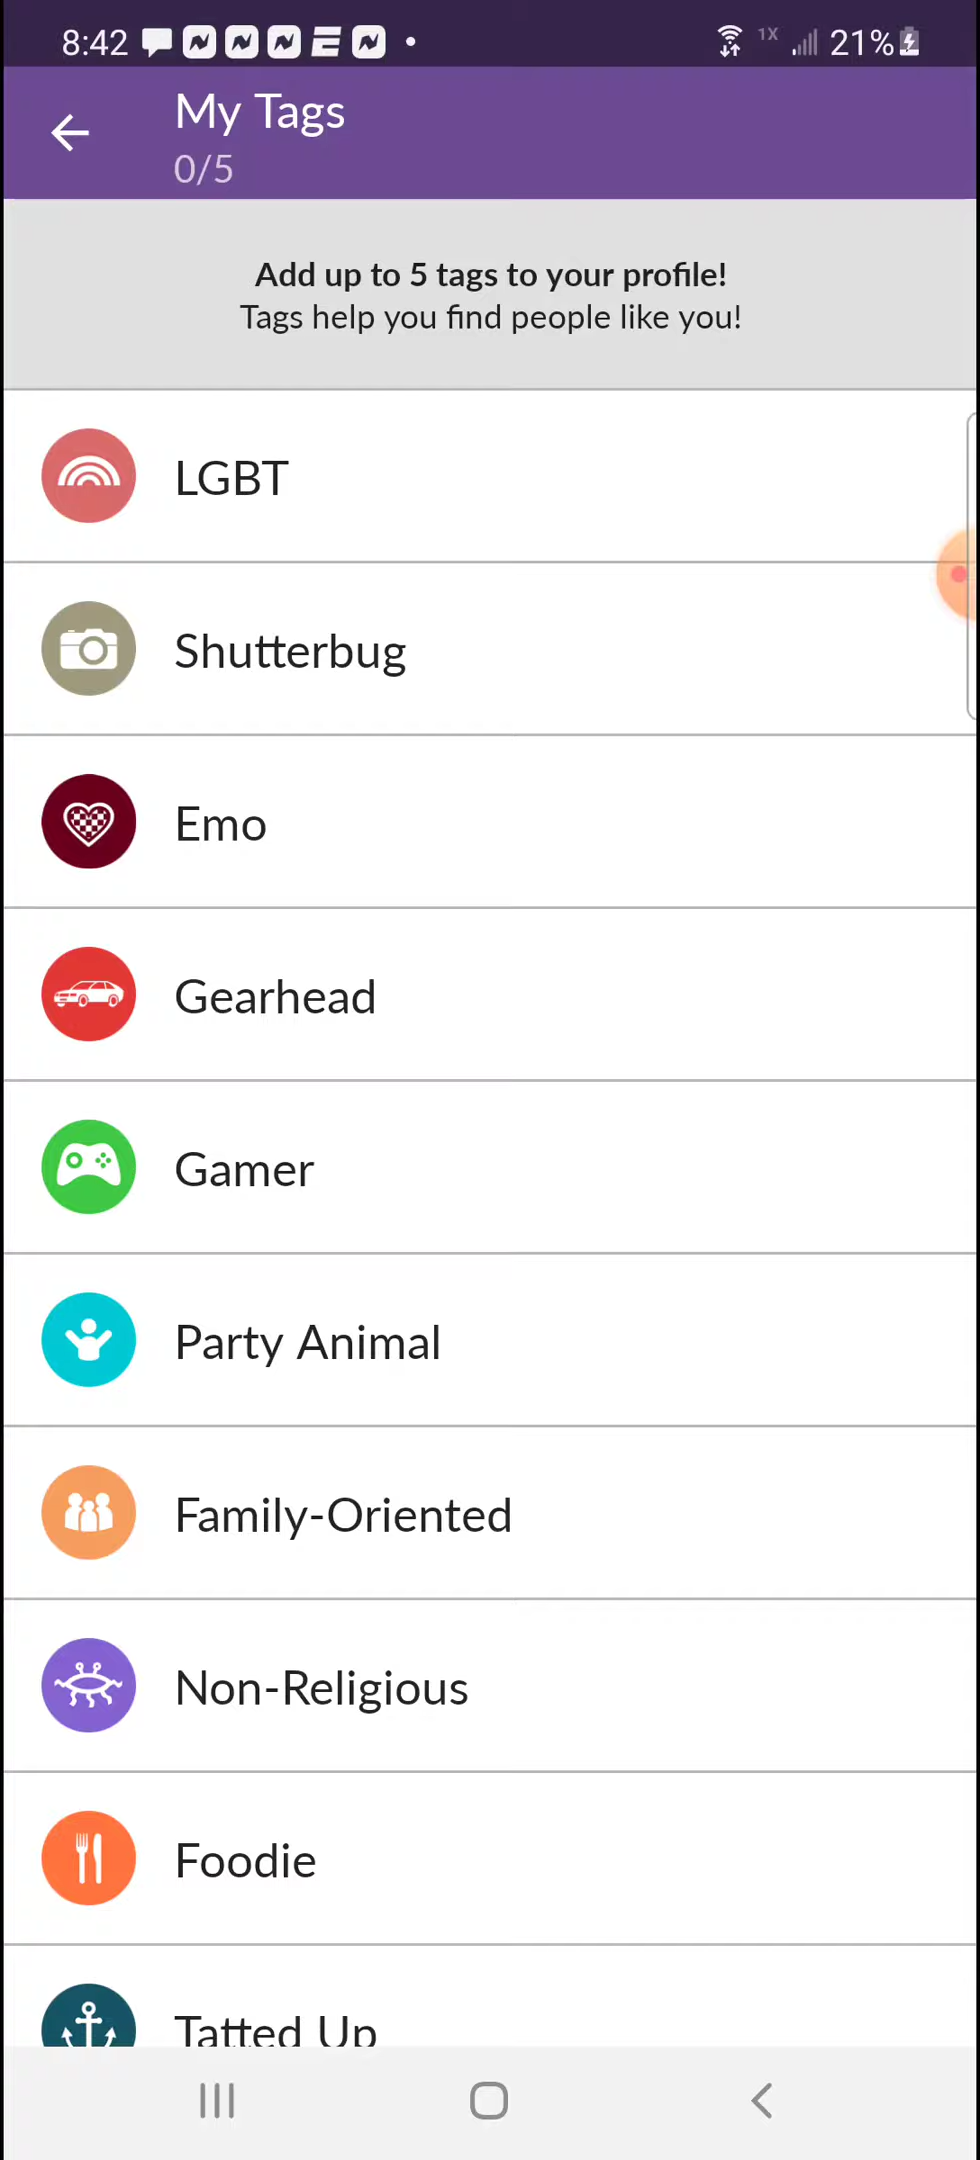 8:42
1X 21%
My Tags
0/5
Add up to 5 tags to your profile!
Tags help you find people like you!
LGBT
Shutterbug
Emo
Gearhead
Gamer
Party Animal
Family-Oriented
Non-Religious
Foodie
Tatted Up